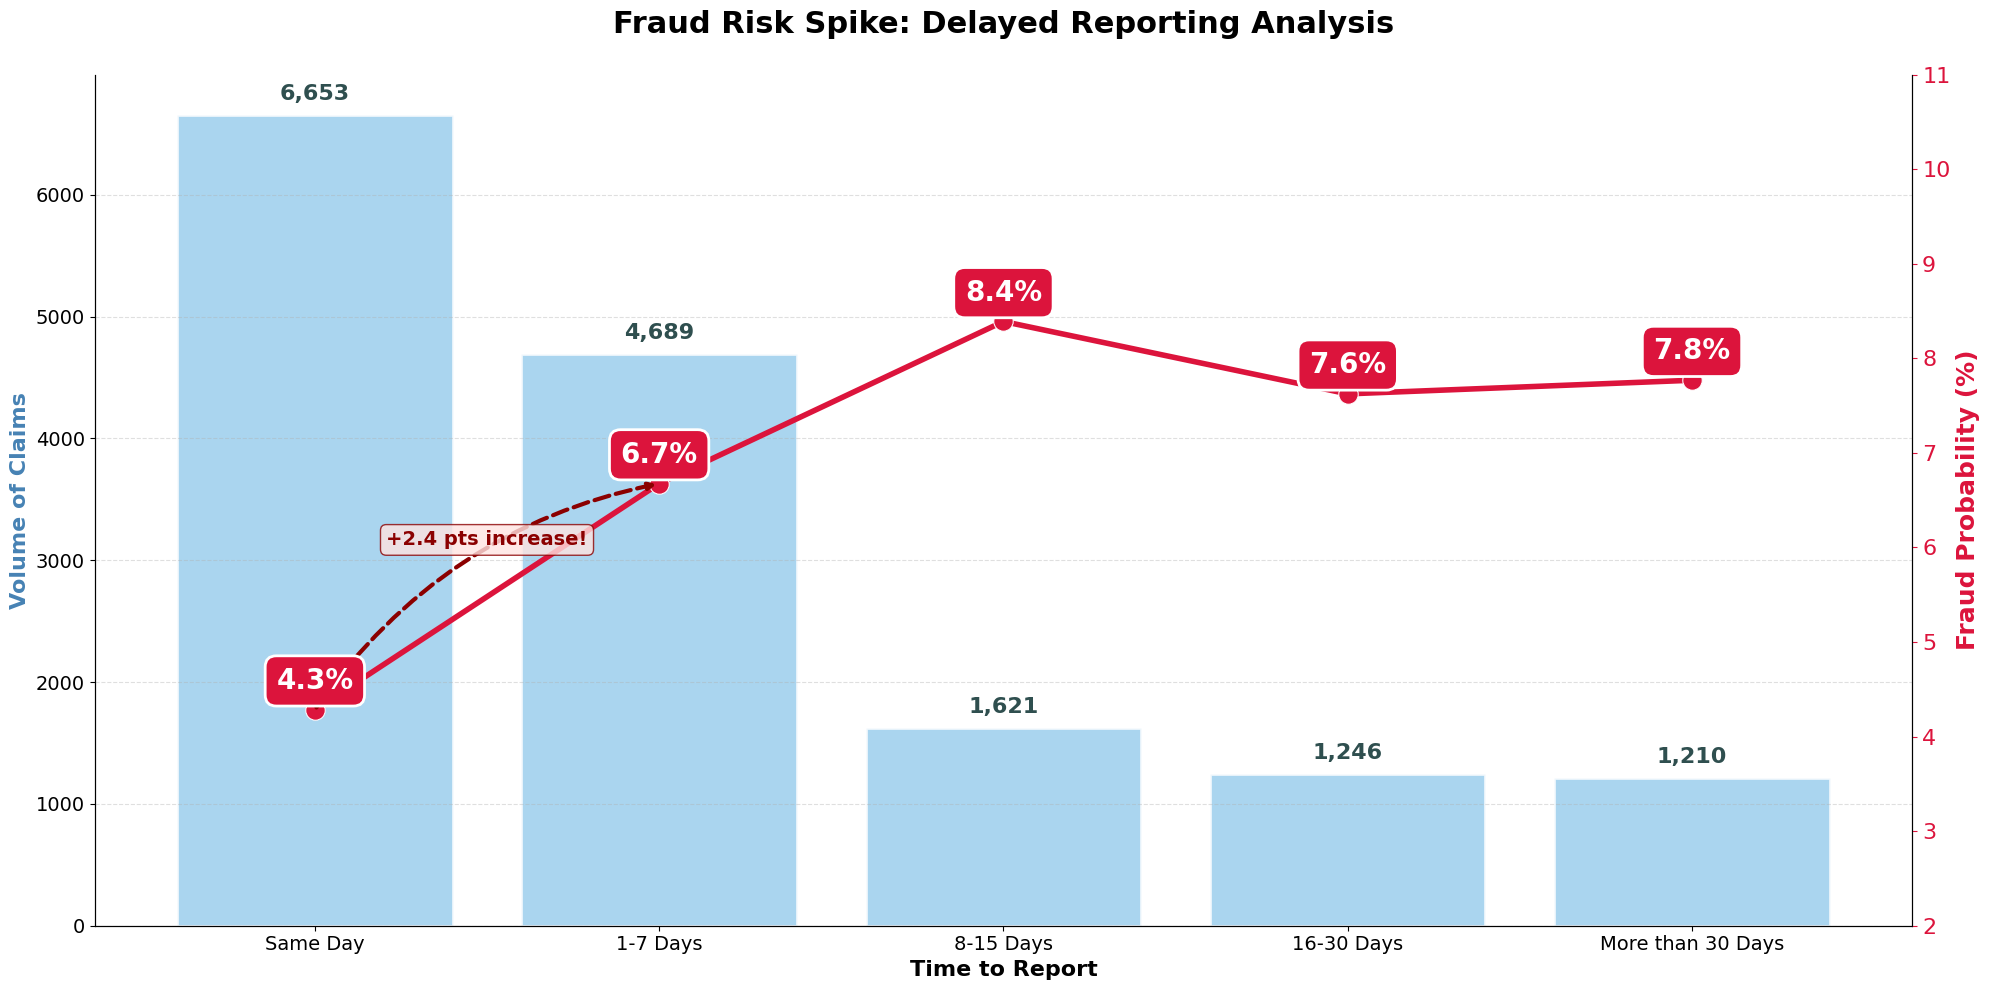 Fraud Risk Spike: Delayed Reporting Analysis
Volume of Claims
6000
5000
4000
3000
2000
1000
0
6,653
4,689
1,621
1,246
1,210
4.3%
6.7%
8.4%
7.6%
7.8%
+2.4 pts increase!
11
10
9
8
7
6
5
4
3
2
Fraud Probability (%)
Same Day
1-7 Days
8-15 Days
16-30 Days
More than 30 Days
Time to Report